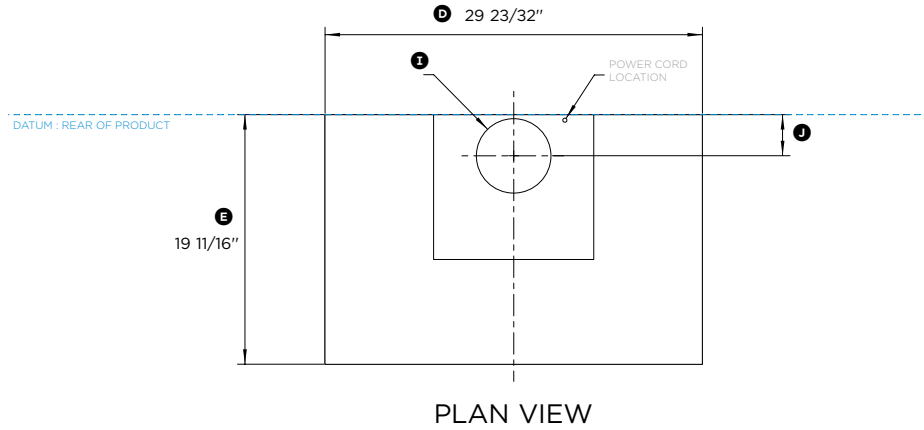 D 29 23/32"
I
POWER CORD
LOCATION
DATUM : REAR OF PRODUCT
J
E
19 11/16"
PLAN VIEW